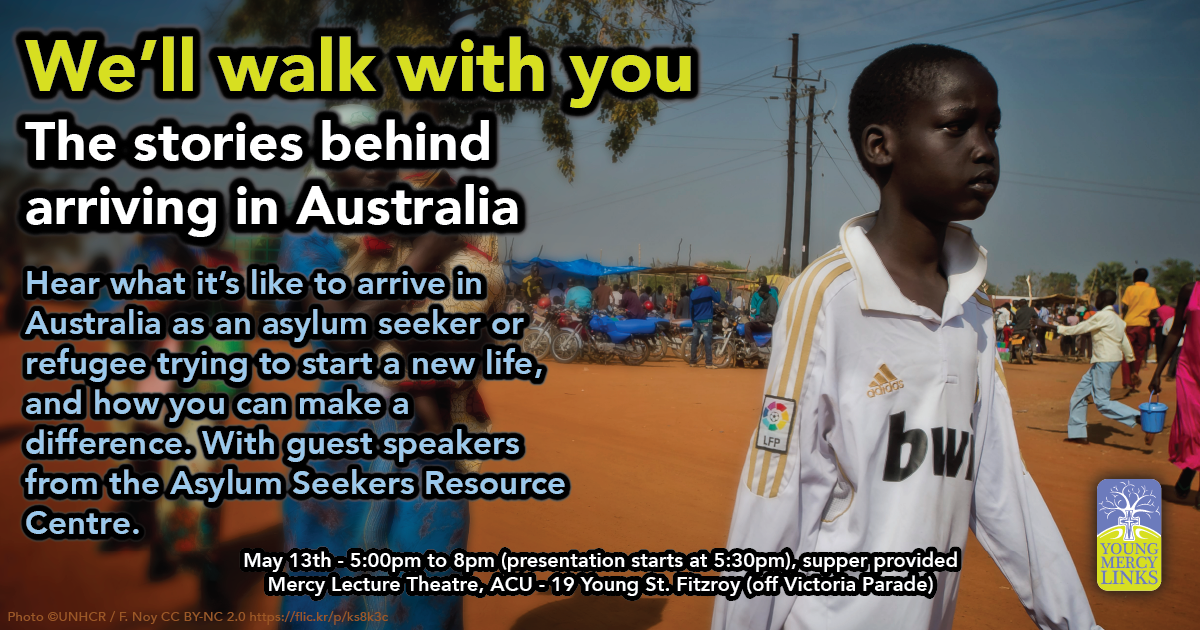 We'll walk with you
The stories behind
arriving in Australia
Hear what it's like to arrive in
Australia as an asylum seeker or
refugee trying to start a new life,
and how you can make a
difference. With guest speakers
from the Asylum Seekers Resource
Centre.
adidas
LFP
bwi
May 13th - 5:00pm to 8pm (presentation starts at 5:30pm), supper provided
Mercy Lecture Theatre, ACU - 19 Young St. Fitzroy (off Victoria Parade)
YOUNG
MERCY
LINKS
Photo ©UNHCR / F. Noy CC BY-NC 2.0 https://flic.kr/p/ks8k3c